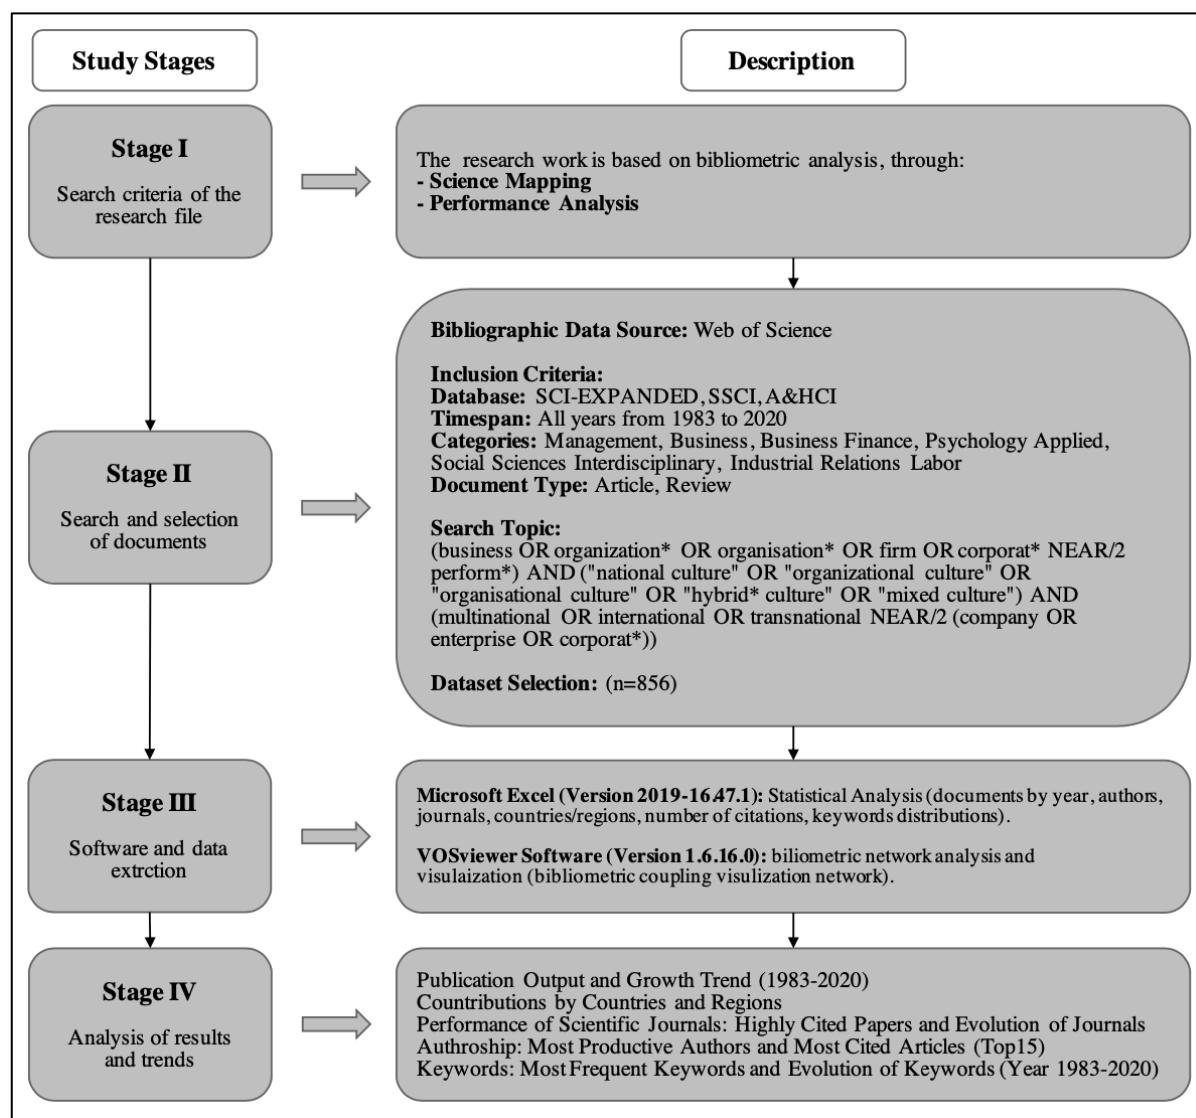 Study Stages
Description
Stage I
Search criteria of the
research file
The research work is based on bibliometric analysis, through:
- Science Mapping
- Performance Analysis
Stage II
Search and selection
of documents
Bibliographic Data Source: Web of Science
Inclusion Criteria:
Database: SCI-EXPANDED, SSCI, A&HCI
Timespan: All years from 1983 to 2020
Categories: Management, Business, Business Finance, Psychology Applied,
Social Sciences Interdisciplinary, Industrial Relations Labor
Document Type: Article, Review
Search Topic:
(business OR organization* OR organisation* OR firm OR corporat* NEAR/2
perform*) AND ("national culture" OR "organizational culture" OR
"organisational culture" OR "hybrid* culture" OR "mixed culture") AND
(multinational OR international OR transnational NEAR/2 (company OR
enterprise OR corporat*))
Dataset Selection: (n=856)
Stage III
Software and data
extrction
Microsoft Excel (Version 2019-16.47.1): Statistical Analysis (documents by year, authors,
journals, countries/regions, number of citations, keywords distributions).
VOSviewer Software (Version 1.6.16.0): biliometric network analysis and
visulaization (bibliometric coupling visulization network).
Stage IV
Analysis of results
and trends
Publication Output and Growth Trend (1983-2020)
Countributions by Countries and Regions
Performance of Scientific Journals: Highly Cited Papers and Evolution of Journals
Authroship: Most Productive Authors and Most Cited Articles (Top15)
Keywords: Most Frequent Keywords and Evolution of Keywords (Year 1983-2020)